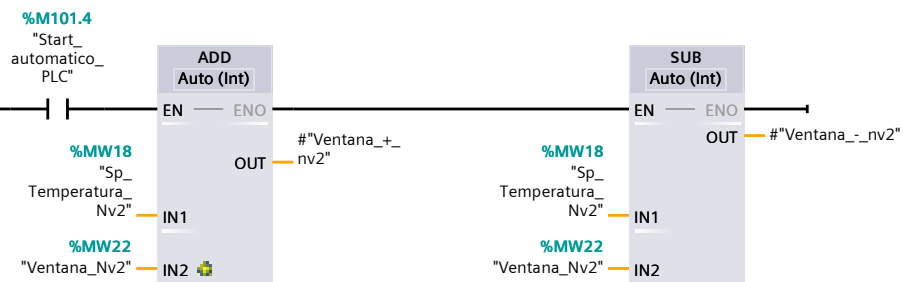 %M101.4
"Start_
automatico_
PLC"
ADD
Auto (Int)
EN
ENO
%MW18
"Sp_
Temperatura_
Nv2"
IN1
%MW22
"Ventana_Nv2"
IN2
OUT
#"Ventana_+_
nv2"
SUB
Auto (Int)
EN
ENO
%MW18
"Sp_
Temperatura_
Nv2"
IN1
%MW22
"Ventana_Nv2"
IN2
OUT
#"Ventana_-_nv2"